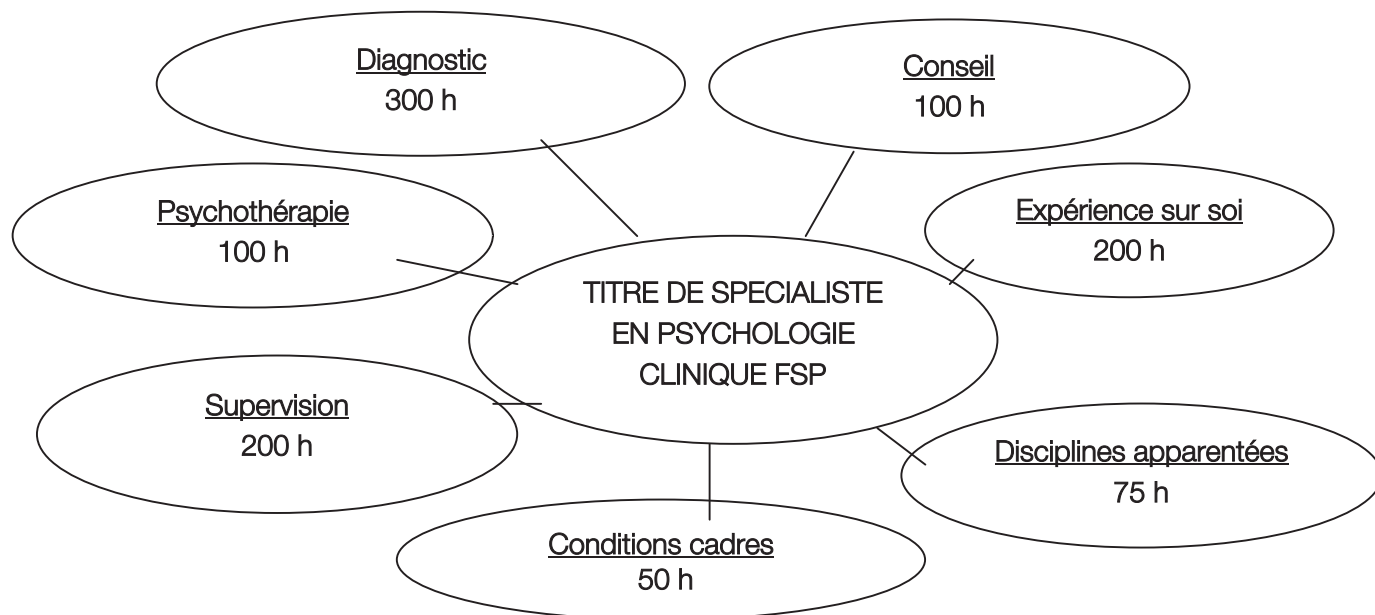 Diagnostic
300 h
Conseil
100 h
Psychothérapie
100 h
Expérience sur soi
200 h
TITRE DE SPECIALISTE
EN PSYCHOLOGIE
CLINIQUE FSP
Supervision
200 h
Disciplines apparentées
75 h
Conditions cadres
50 h